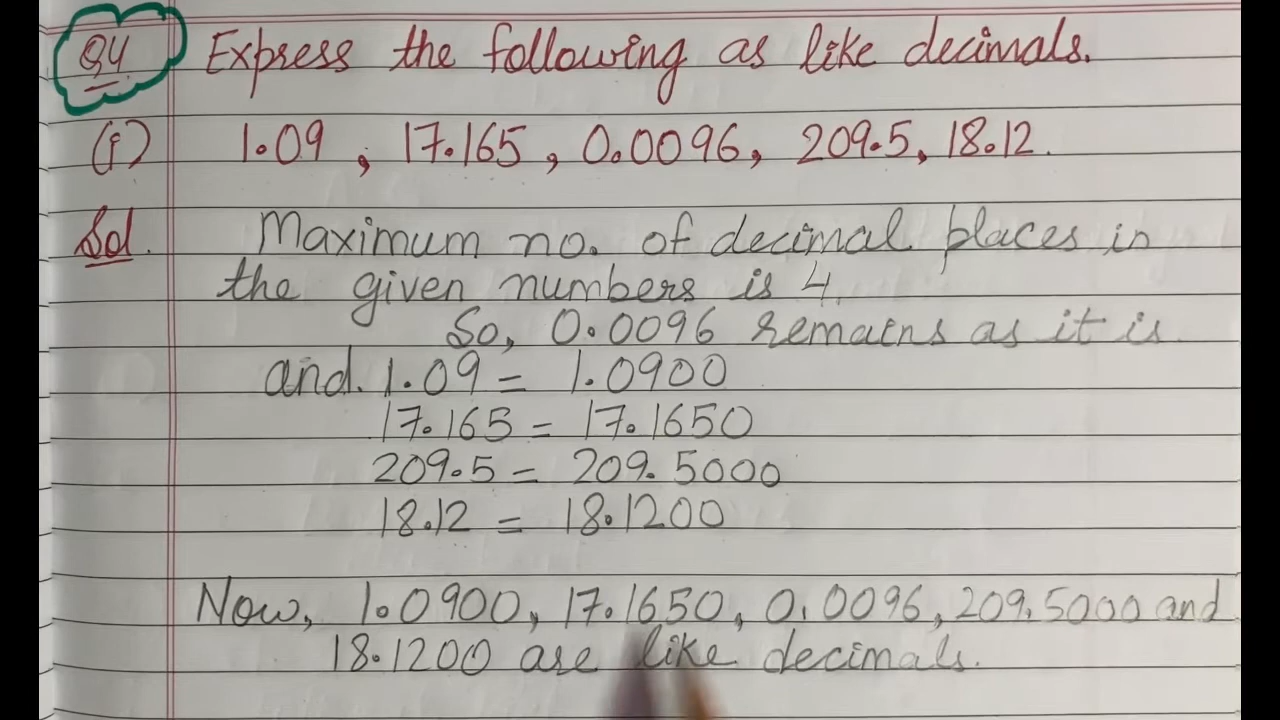 Q4 Express the following as like decimals.
(i) 1.09, 17.165, 0.0096, 209.5, 18.12.
Sol. Maximum no. of decimal places in
the given numbers is 4.
So, 0.0096 remains as it is.
and. 1.09 = 1.0900
17.165 = 17.1650
209.5 = 209.5000
18.12 = 18.1200
Now, 1.0900, 17.1650, 0.0096, 209.5000 and
18.1200 are like decimals.